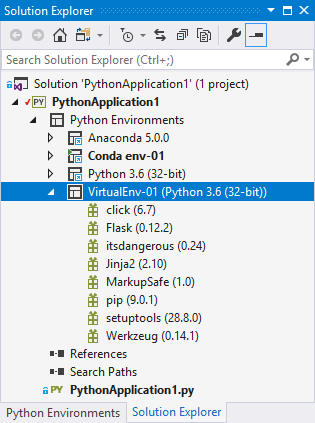 Solution Explorer
Search Solution Explorer (Ctrl+;)
Solution 'PythonApplication1' (1 project)
PY PythonApplication1
Python Environments
Anaconda 5.0.0
Conda env-01
Python 3.6 (32-bit)
VirtualEnv-01 (Python 3.6 (32-bit))
click (6.7)
Flask (0.12.2)
itsdangerous (0.24)
Jinja2 (2.10)
MarkupSafe (1.0)
pip (9.0.1)
setuptools (28.8.0)
Werkzeug (0.14.1)
References
Search Paths
PY PythonApplication1.py
Python Environments Solution Explorer